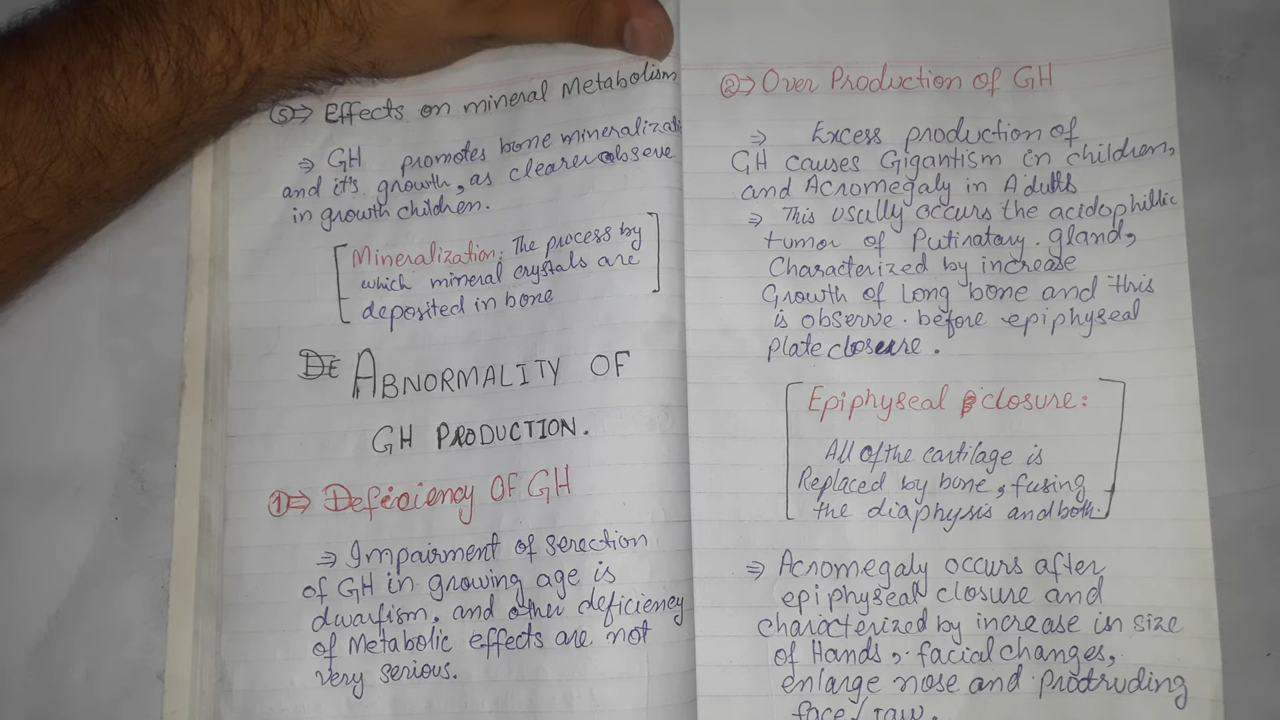 ⑤⇒ Effects on mineral Metabolism
⇒ GH promotes bone mineralizati
and it's growth, as clearer observe
in growth children.
[Mineralization: The process by
which mineral crystals are
deposited in bone]
DE ABNORMALITY OF
GH PRODUCTION.
①⇒ Deficiency OF GH
⇒ Impairment of serection
of GH in growing age is
dwarfism, and other deficiency
of Metabolic effects are not
very serious.
②⇒ Over Production of GH
⇒ Excess production of
GH causes Gigantism in children,
and Acromegaly in Adults
⇒ This usally occurs the acidophillic
tumor of Putinatary. gland,
Characterized by increase
Growth of Long bone and this
is observe. before epiphyseal
plate closure.
[Epiphyseal closure:
All of the cartilage is
Replaced by bone, fusing
the diaphysis and both.]
⇒ Acromegaly occurs after
epiphyseal closure and
characterized by increase in size
of Hands, facial changes,
enlarge nose and protruding
face/Jaw.